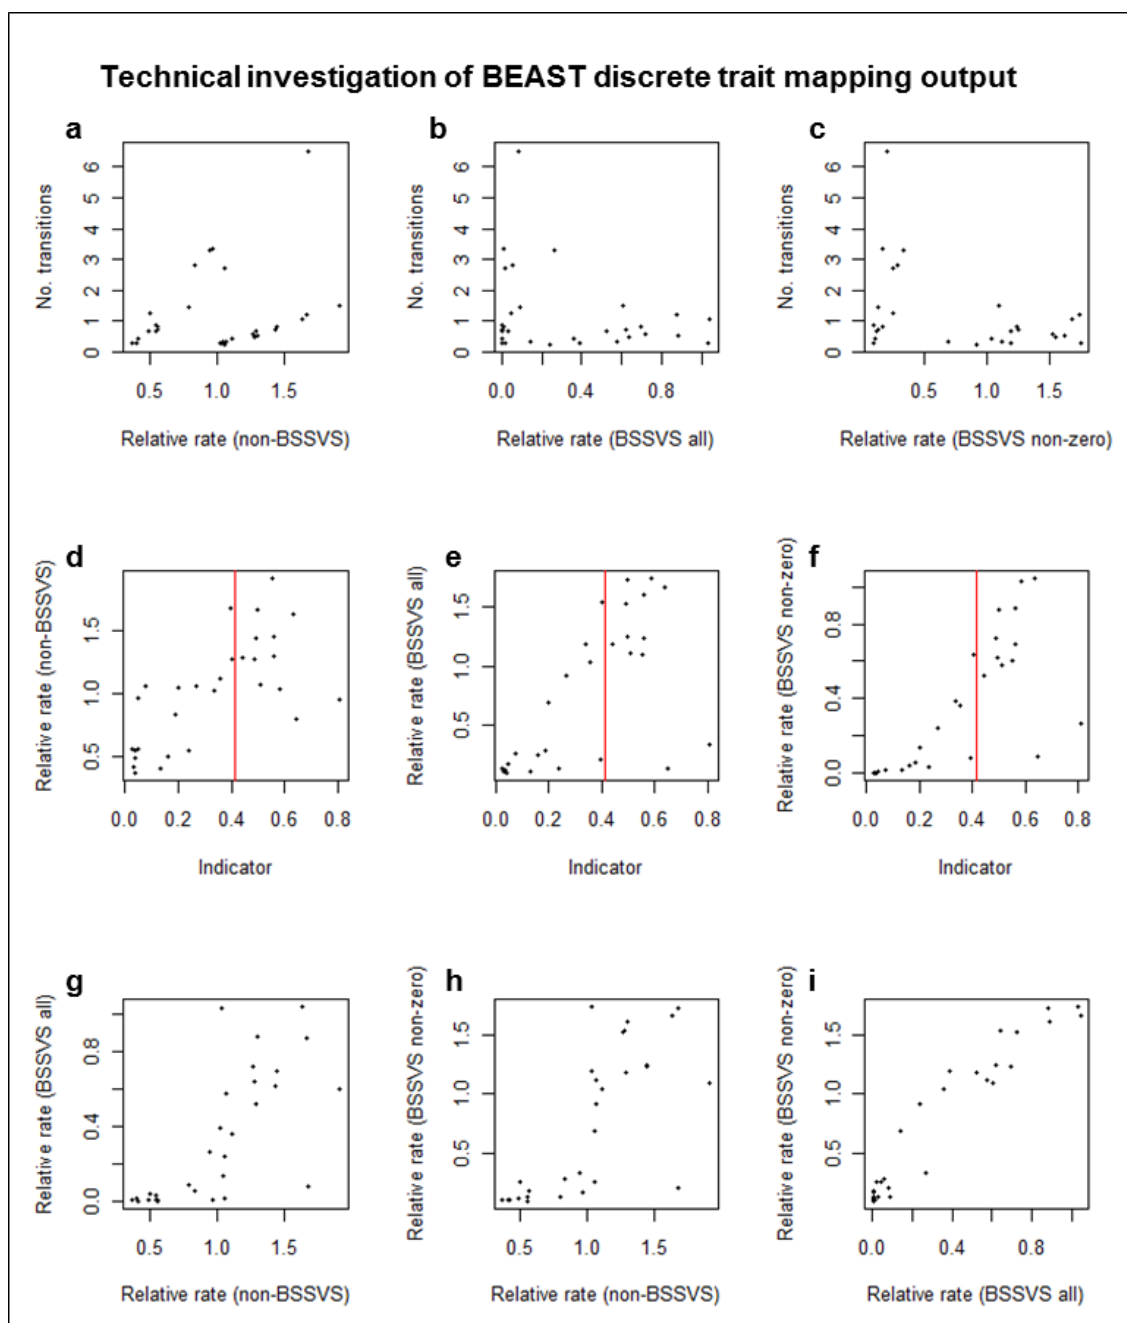 Technical investigation of BEAST discrete trait mapping output
a
No. transitions
0 1 2 3 4 5 6
0.5 1.0 1.5
Relative rate (non-BSSVS)
b
No. transitions
0 1 2 3 4 5 6
0.0 0.4 0.8
Relative rate (BSSVS all)
c
No. transitions
0 1 2 3 4 5 6
0.5 1.0 1.5
Relative rate (BSSVS non-zero)
d
Relative rate (non-BSSVS)
0.5 1.0 1.5
0.0 0.2 0.4 0.6 0.8
Indicator
e
Relative rate (BSSVS all)
0.5 1.0 1.5
0.0 0.2 0.4 0.6 0.8
Indicator
f
Relative rate (BSSVS non-zero)
0.0 0.4 0.8
0.0 0.2 0.4 0.6 0.8
Indicator
g
Relative rate (BSSVS all)
0.0 0.4 0.8
0.5 1.0 1.5
Relative rate (non-BSSVS)
h
Relative rate (BSSVS non-zero)
0.5 1.0 1.5
0.5 1.0 1.5
Relative rate (non-BSSVS)
i
Relative rate (BSSVS non-zero)
0.5 1.0 1.5
0.0 0.4 0.8
Relative rate (BSSVS all)